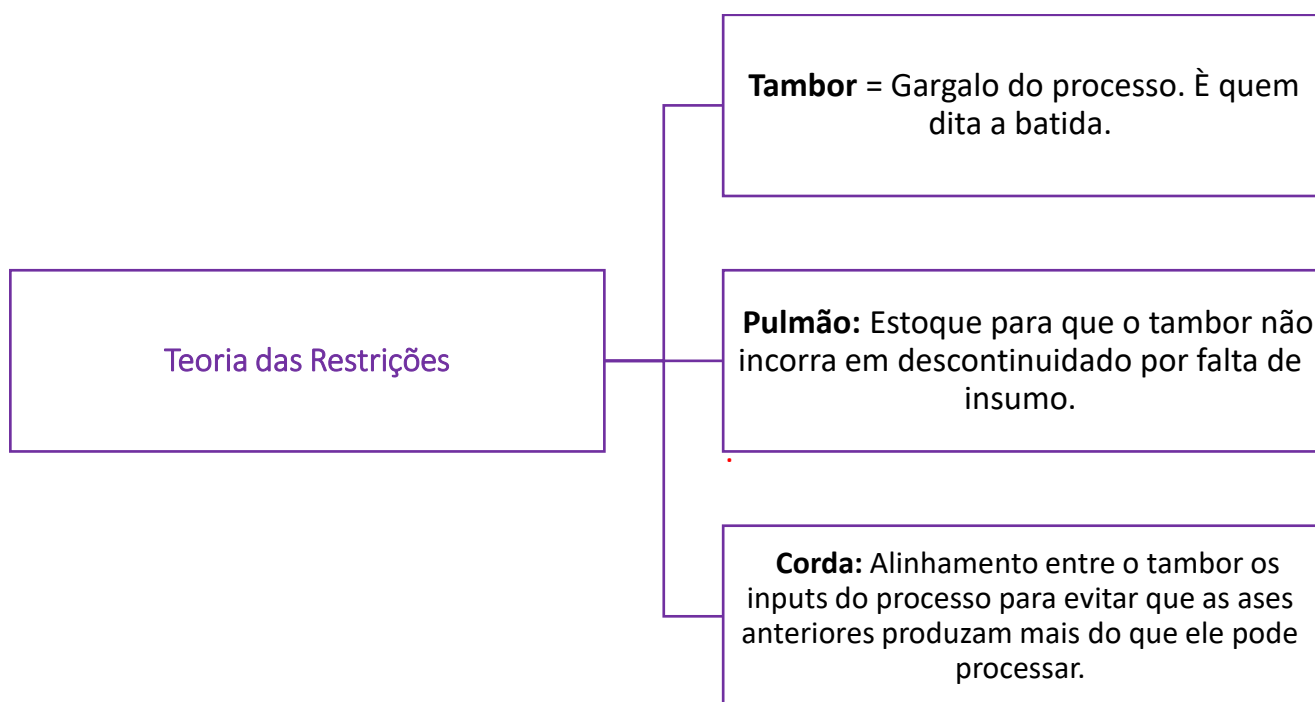 Tambor = Gargalo do processo. È quem
dita a batida.
Teoria das Restrições
Pulmão: Estoque para que o tambor não
incorra em descontinuidado por falta de
insumo.
Corda: Alinhamento entre o tambor os
inputs do processo para evitar que as ases
anteriores produzam mais do que ele pode
processar.